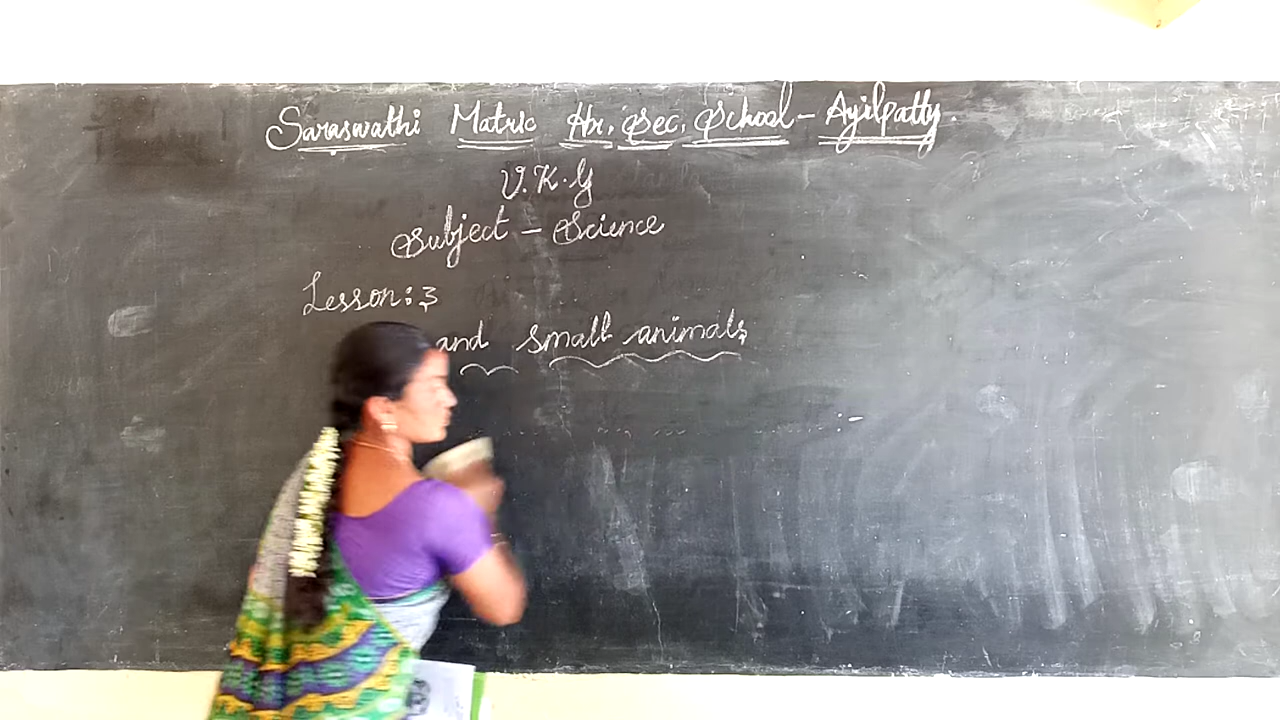 Saraswathi Matric Hr. Sec. School - Ayilpatty.
U.K.G
Subject - Science
Lesson: 3
and small animals